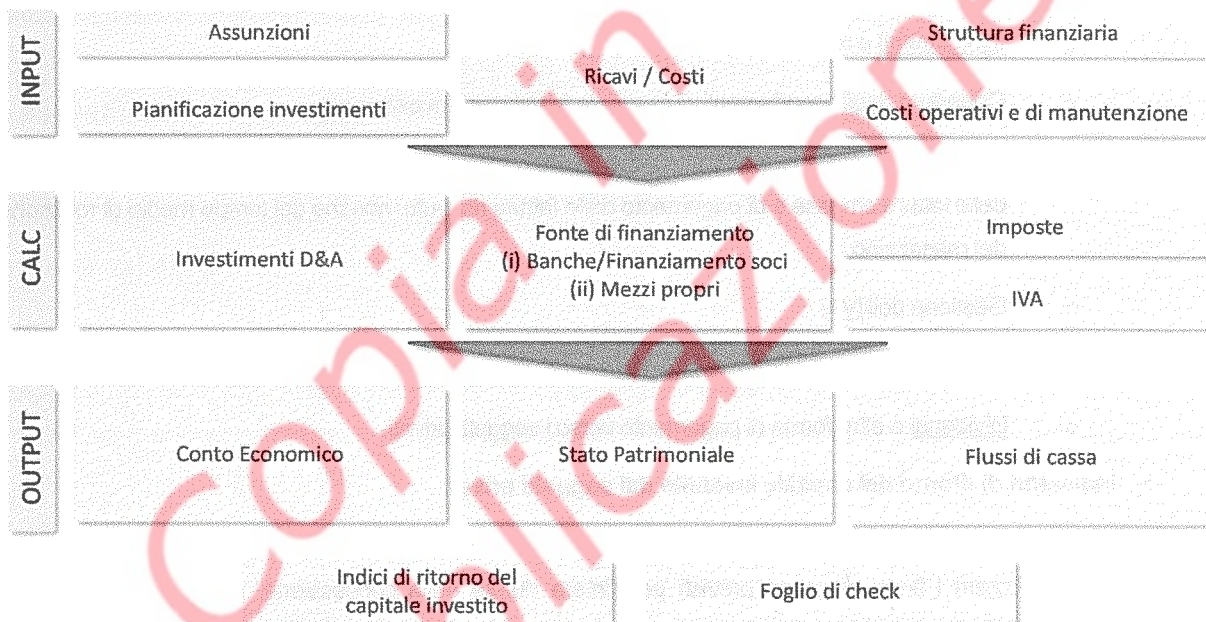 INPUT
Assunzioni
Ricavi / Costi
Struttura finanziaria
Pianificazione investimenti
Costi operativi e di manutenzione
CALC
Investimenti D&A
Fonte di finanziamento
(i) Banche/Finanziamento soci
(ii) Mezzi propri
Imposte
IVA
OUTPUT
Conto Economico
Stato Patrimoniale
Flussi di cassa
Indici di ritorno del
capitale investito
Foglio di check
Copia in